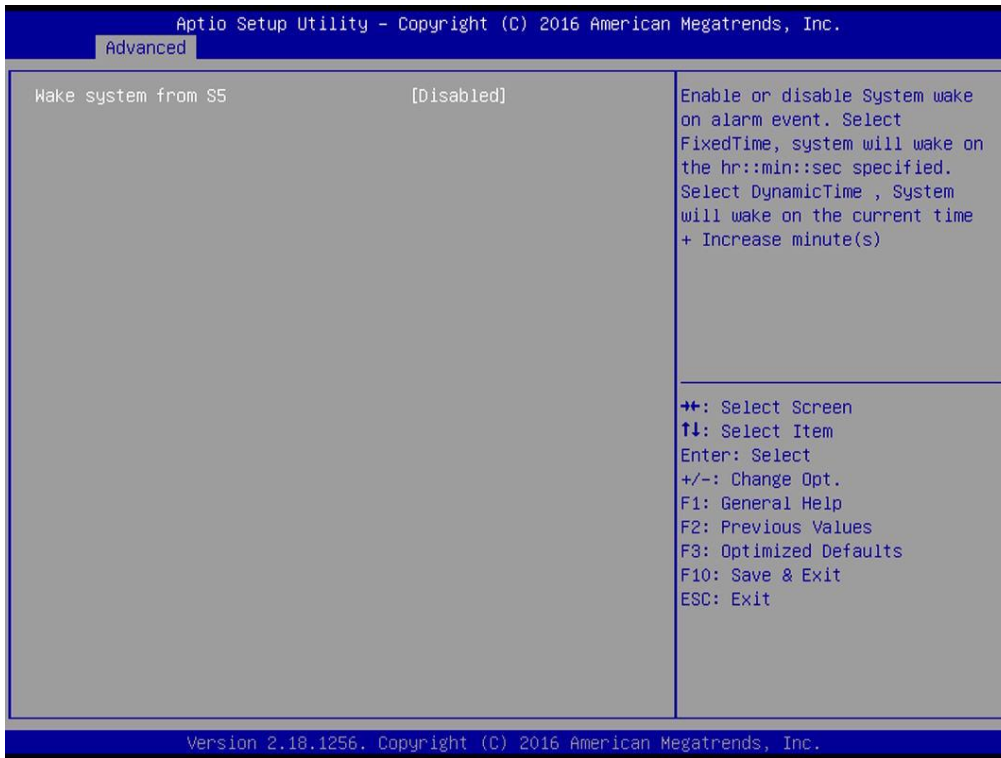 Aptio Setup Utility – Copyright (C) 2016 American Megatrends, Inc.
Advanced
Wake system from S5 [Disabled]
Enable or disable System wake
on alarm event. Select
FixedTime, system will wake on
the hr::min::sec specified.
Select DynamicTime , System
will wake on the current time
+ Increase minute(s)
→←: Select Screen
↑↓: Select Item
Enter: Select
+/-: Change Opt.
F1: General Help
F2: Previous Values
F3: Optimized Defaults
F10: Save & Exit
ESC: Exit
Version 2.18.1256. Copyright (C) 2016 American Megatrends, Inc.